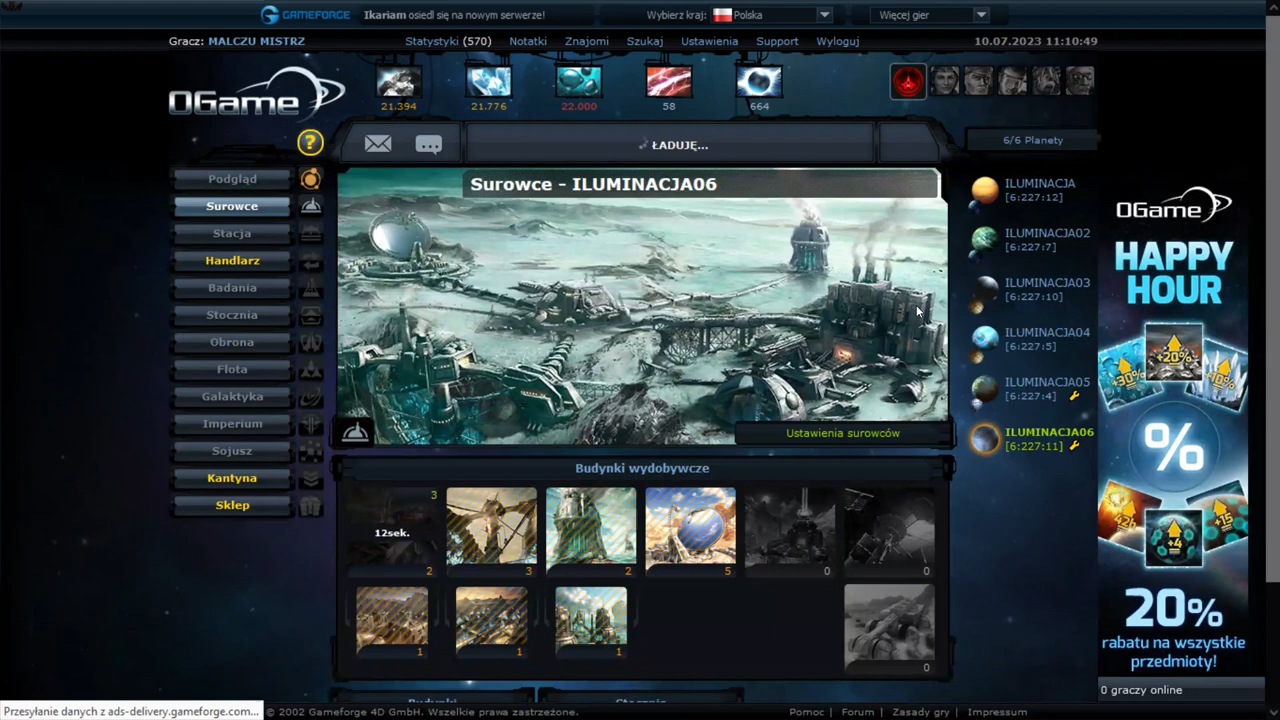 GAMEFORGE
Ikariam osiedl się na nowym serwerze!
Wybierz kraj:
Polska
Więcej gier
Gracz: MALCZU MISTRZ
Statystyki (570)
Notatki
Znajomi
Szukaj
Ustawienia
Support
Wyloguj
10.07.2023 11:10:49
OGame
21.394
21.776
22.000
58
664
?
ŁADUJĘ...
6/6 Planety
Podgląd
Surowce
Stacja
Handlarz
Badania
Stocznia
Obrona
Flota
Galaktyka
Imperium
Sojusz
Kantyna
Sklep
Surowce - ILUMINACJA06
Ustawienia surowców
ILUMINACJA
[6:227:12]
ILUMINACJA02
[6:227:7]
ILUMINACJA03
[6:227:10]
ILUMINACJA04
[6:227:5]
ILUMINACJA05
[6:227:4]
ILUMINACJA06
[6:227:11]
Budynki wydobywcze
3
12sek.
2
3
2
5
0
0
1
1
1
0
OGame
HAPPY
HOUR
+30%
+20%
+10%
%
+15
+4
20%
rabatu na wszystkie
przedmioty!
0 graczy online
Przesyłanie danych z ads-delivery.gameforge.com...
© 2002 Gameforge 4D GmbH. Wszelkie prawa zastrzeżone.
Pomoc | Forum | Zasady gry | Impressum